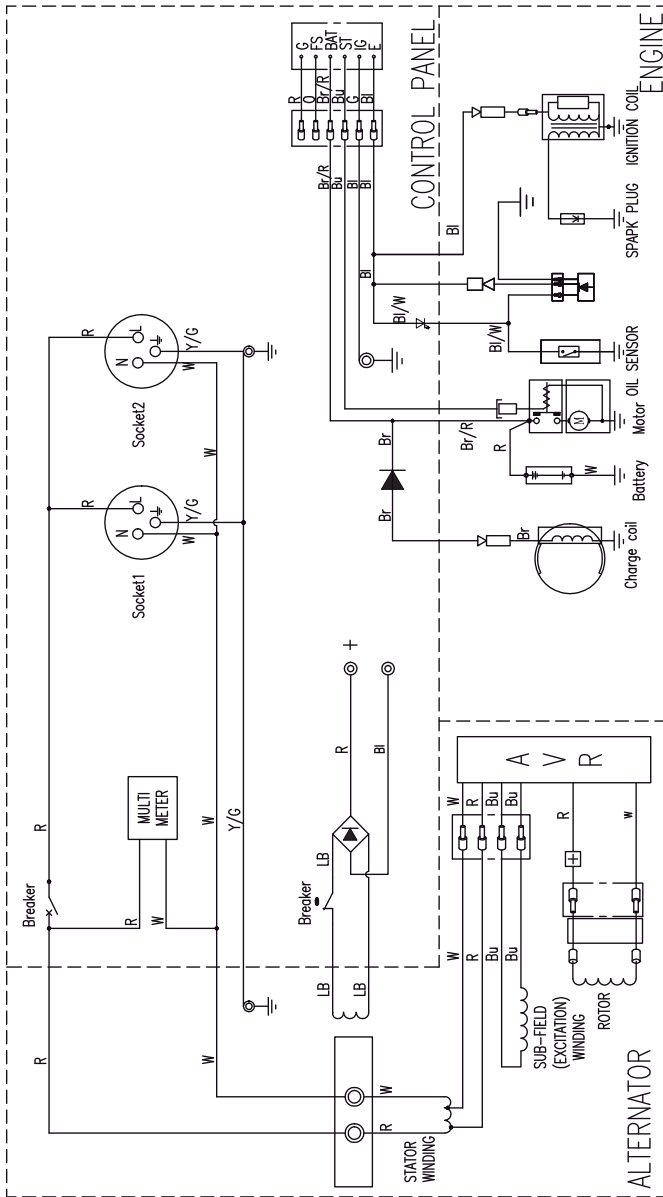 R
Breaker
R
R
R
MULTI
METER
R
W
N
L
Socket1
N
L
Socket2
W
W
W
Y/G
W
Y/G
W
Y/G
LB
LB
Breaker
LB
R
Bl
+
G
FS
BAT
ST
IG
E
R
O
Br/R
Bu
G
Bl
Br/R
Bu
Bl
Bl
Bl
Bl/W
Br
Br
CONTROL PANEL
STATOR
WINDING
R
W
W
R
Bu
Bu
W
R
Bu
Bu
SUB-FIELD
(EXCITATION)
WINDING
ROTOR
R
W
+
A V R
ALTERNATOR
Br
Charge coil
Br/R
R
W
Battery
M
Motor
Bl/W
OIL SENSOR
Bl
SPAPK PLUG
IGNITION COIL
ENGINE